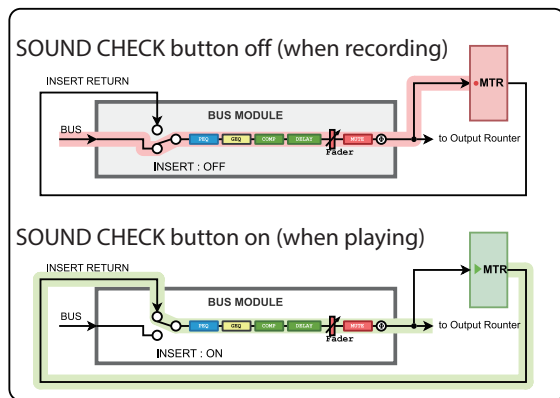 SOUND CHECK button off (when recording)
INSERT RETURN
MTR
BUS MODULE
BUS
PEQ GEQ COMP DELAY MUTE Φ
to Output Rounter
Fader
INSERT : OFF
SOUND CHECK button on (when playing)
INSERT RETURN
MTR
BUS MODULE
BUS
PEQ GEQ COMP DELAY MUTE Φ
to Output Rounter
Fader
INSERT : ON